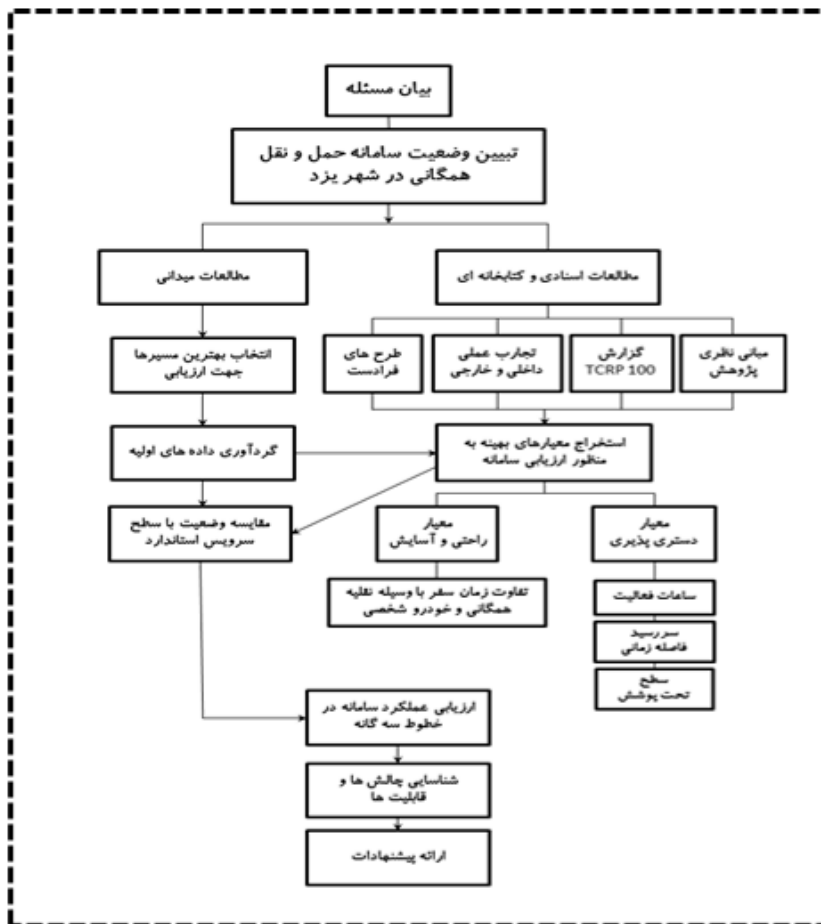 بیان مسئله
تبیین وضعیت سامانه حمل و نقل
همگانی در شهر یزد
مطالعات اسنادی و کتابخانه ای
مطالعات میدانی
مبانی نظری
پژوهش
گزارش
TCRP 100
تجارب عملی
داخلی و خارجی
طرح های
فرادست
انتخاب بهترین مسیرها
جهت ارزیابی
استخراج معیارهای بهینه به
منظور ارزیابی سامانه
گردآوری داده های اولیه
معیار
دستری پذیری
معیار
راحتی و آسایش
مقایسه وضعیت با سطح
سرویس استاندارد
ساعات فعالیت
تفاوت زمان سفر با وسیله نقلیه
همگانی و خودرو شخصی
سررسید
فاصله زمانی
سطح
تحت پوشش
ارزیابی عملکرد سامانه در
خطوط سه گانه
شناسایی چالش ها و
قابلیت ها
ارائه پیشنهادات